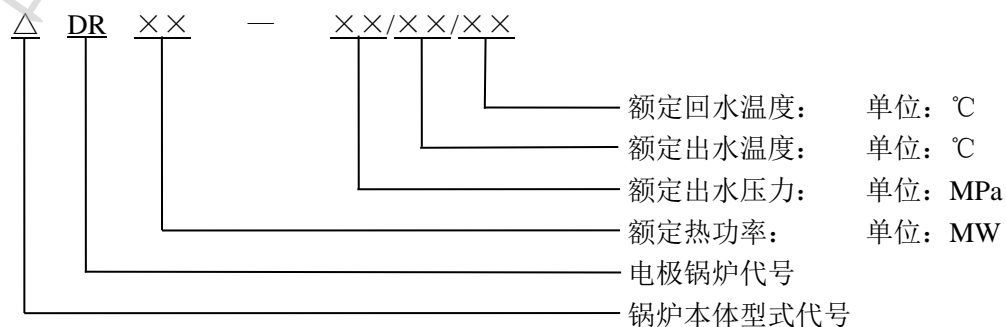 △ DR ×× — ××/××/××
额定回水温度： 单位：℃
额定出水温度： 单位：℃
额定出水压力： 单位：MPa
额定热功率： 单位：MW
电极锅炉代号
锅炉本体型式代号